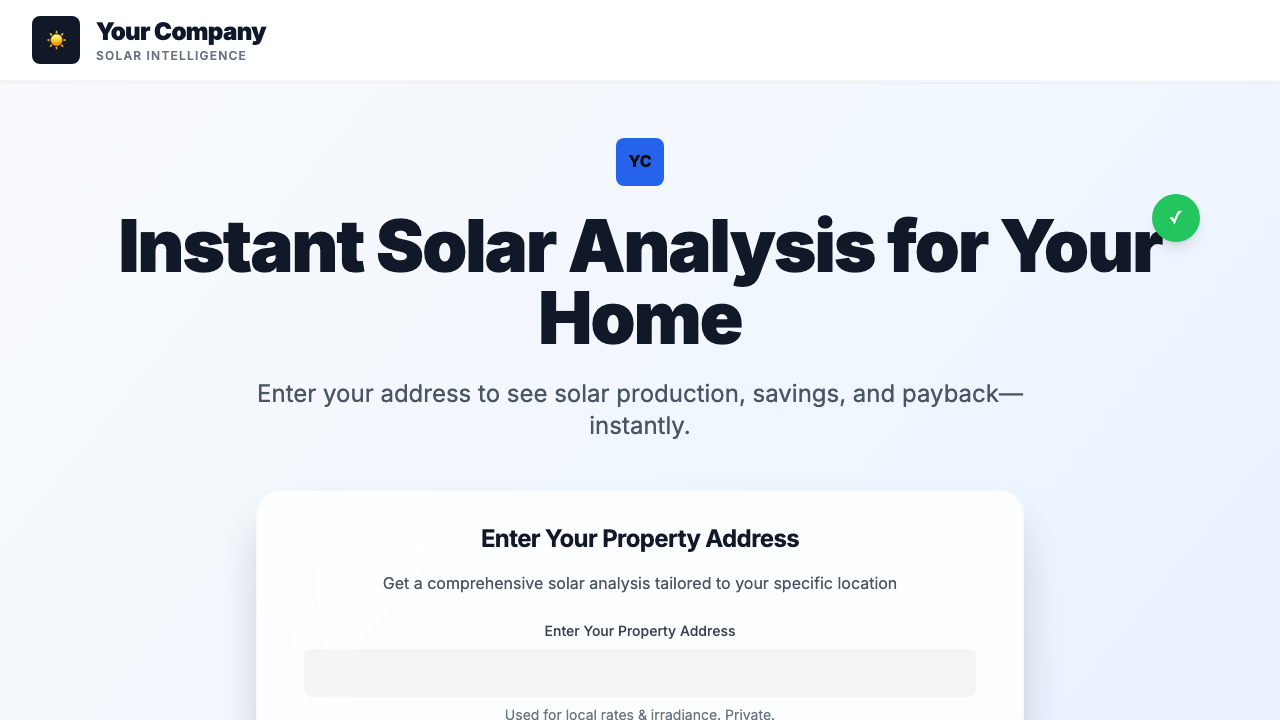 Your Company
SOLAR INTELLIGENCE
YC
Instant Solar Analysis for Your
Home
Enter your address to see solar production, savings, and payback—
instantly.
Enter Your Property Address
Get a comprehensive solar analysis tailored to your specific location
Enter Your Property Address
Used for local rates & irradiance. Private.